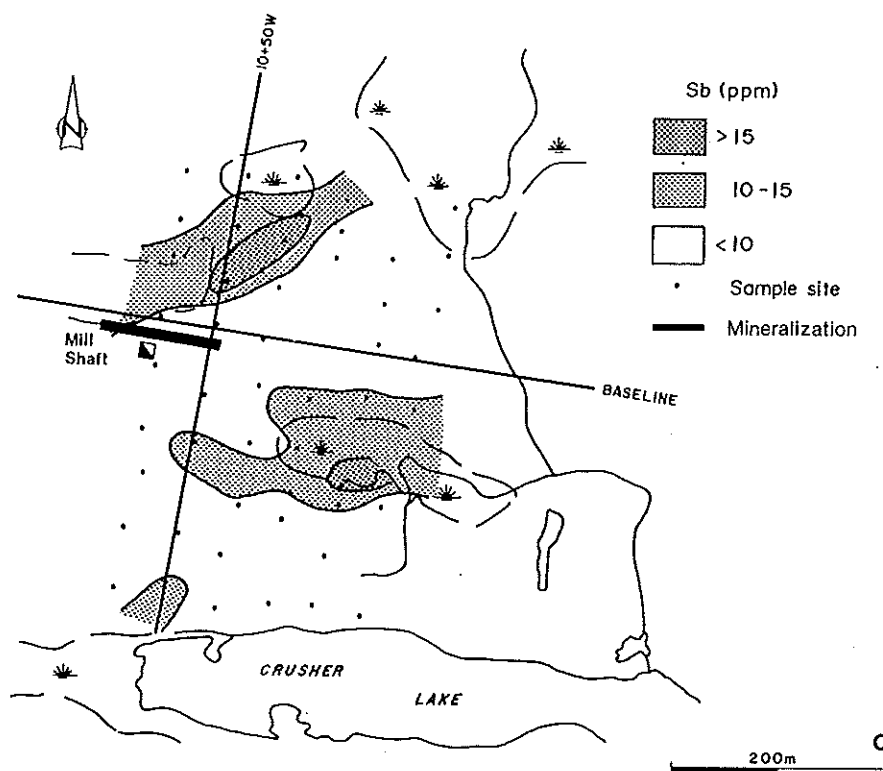 10+50W
N
Sb (ppm)
>15
10-15
<10
Sample site
Mineralization
Mill
Shaft
BASELINE
CRUSHER
LAKE
200m